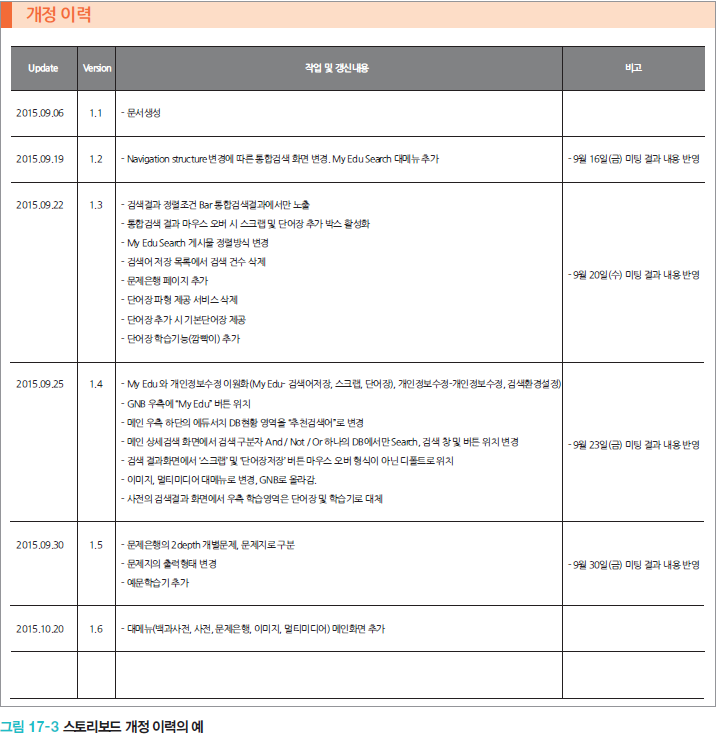 개정 이력
Update Version 작업 및 갱신내용 비고
2015.09.06 1.1 - 문서생성
2015.09.19 1.2 - Navigation structure 변경에 따른 통합검색 화면 변경. My Edu Search 대메뉴 추가 - 9월 16일(금) 미팅 결과 내용 반영
2015.09.22 1.3 - 검색결과 정렬조건 Bar 통합검색결과에서만 노출
- 통합검색 결과 마우스 오버 시 스크랩 및 단어장 추가 박스 활성화
- My Edu Search 게시물 정렬방식 변경
- 검색어 저장 목록에서 검색 건수 삭제
- 문제은행 페이지 추가
- 9월 20일(수) 미팅 결과 내용 반영
- 단어장 파형 제공 서비스 삭제
- 단어장 추가 시 기본단어장 제공
- 단어장 학습기능(깜빡이) 추가
2015.09.25 1.4 - My Edu 와 개인정보수정 이원화(My Edu- 검색어저장, 스크랩, 단어장), 개인정보수정-개인정보수정, 검색환경설정)
- GNB 우측에 "My Edu" 버튼 위치
- 메인 우측 하단의 에듀서치 DB현황 영역을 "추천검색어"로 변경
- 메인 상세검색 화면에서 검색 구분자 And / Not / Or 하나의 DB에서만 Search, 검색 창 및 버튼 위치 변경
- 9월 23일(금) 미팅 결과 내용 반영
- 검색 결과화면에서 '스크랩' 및 '단어장저장' 버튼 마우스 오버 형식이 아닌 디폴트로 위치
- 이미지, 멀티미디어 대메뉴로 변경, GNB로 올라감.
- 사전의 검색결과 화면에서 우측 학습영역은 단어장 및 학습기로 대체
2015.09.30 1.5 - 문제은행의 2depth 개별문제, 문제지로 구분
- 문제지의 출력형태 변경 - 9월 30일(금) 미팅 결과 내용 반영
- 예문학습기 추가
2015.10.20 1.6 - 대메뉴(백과사전, 사전, 문제은행, 이미지, 멀티미디어) 메인화면 추가
그림 17-3 스토리보드 개정 이력의 예